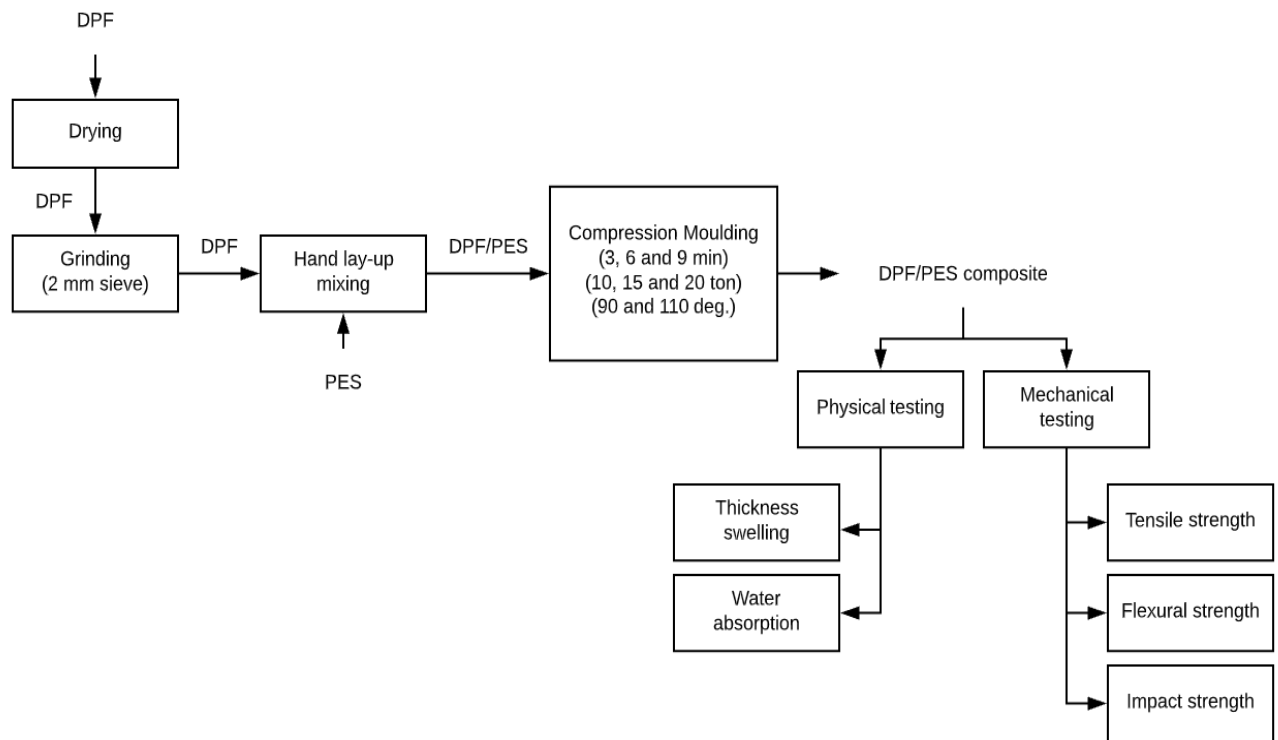 DPF
Drying
DPF
Grinding
(2 mm sieve)
DPF
Hand lay-up
mixing
PES
DPF/PES
Compression Moulding
(3, 6 and 9 min)
(10, 15 and 20 ton)
(90 and 110 deg.)
DPF/PES composite
Physical testing
Mechanical
testing
Thickness
swelling
Water
absorption
Tensile strength
Flexural strength
Impact strength